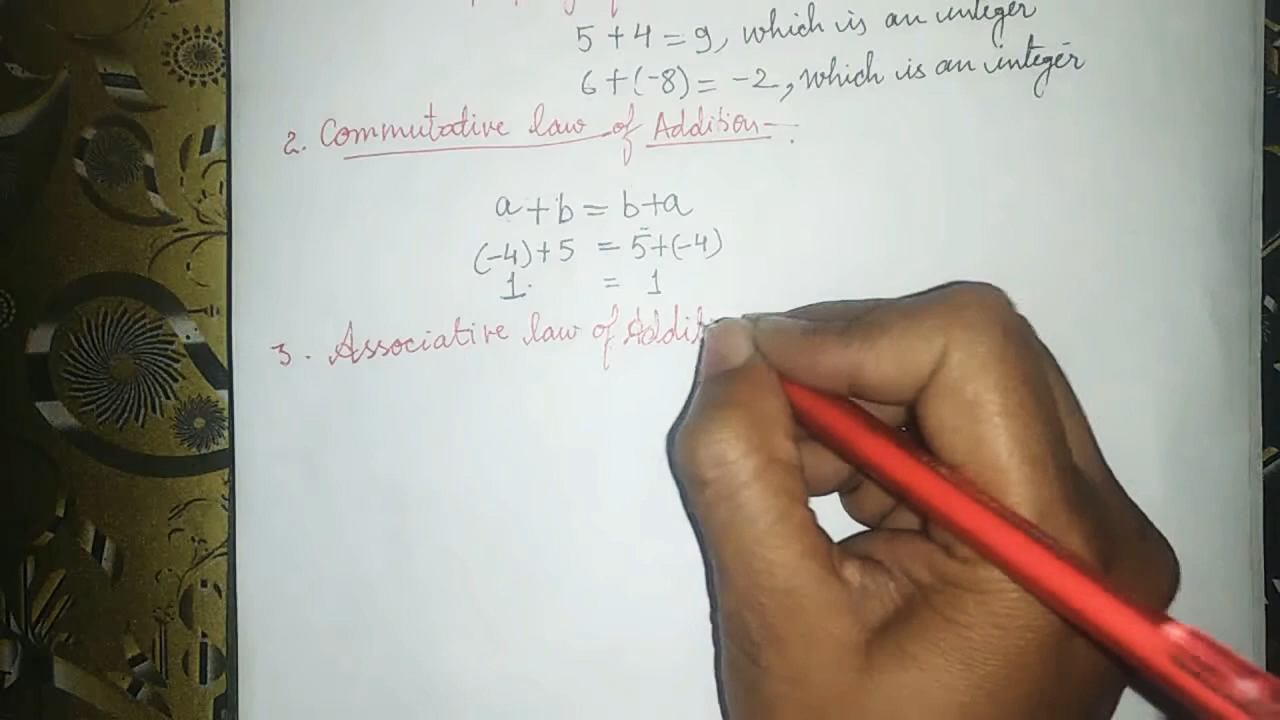 5 + 4 = 9, which is an integer
6 + (-8) = -2, which is an integer
2. Commutative law of Addition-:
a + b = b+a
(-4)+5 = 5+(-4)
1 = 1
3. Associative law of Additi